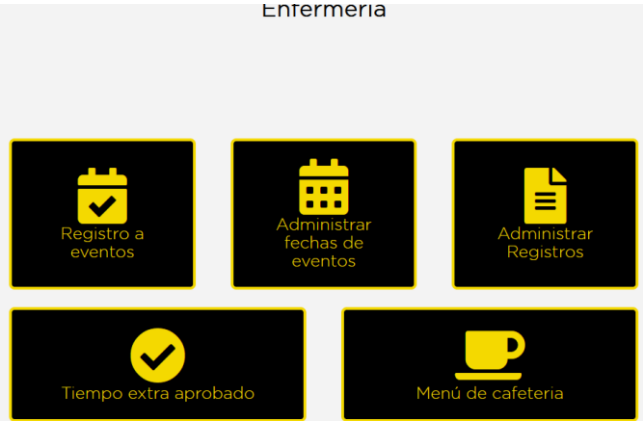 Enfermeria
Registro a
eventos
Administrar
fechas de
eventos
Administrar
Registros
Tiempo extra aprobado
Menú de cafeteria